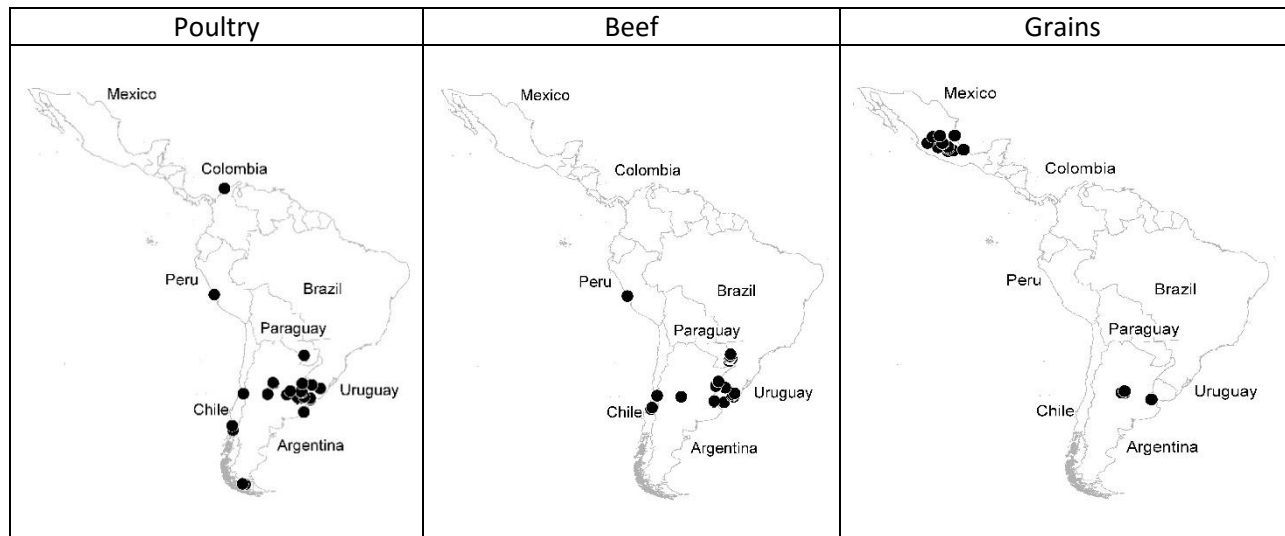 Poultry
Beef
Grains
Mexico
Colombia
Peru
Brazil
Paraguay
Uruguay
Chile
Argentina
Mexico
Colombia
Peru
Brazil
Paraguay
Uruguay
Chile
Argentina
Mexico
Colombia
Peru
Brazil
Paraguay
Chile
Uruguay
Argentina